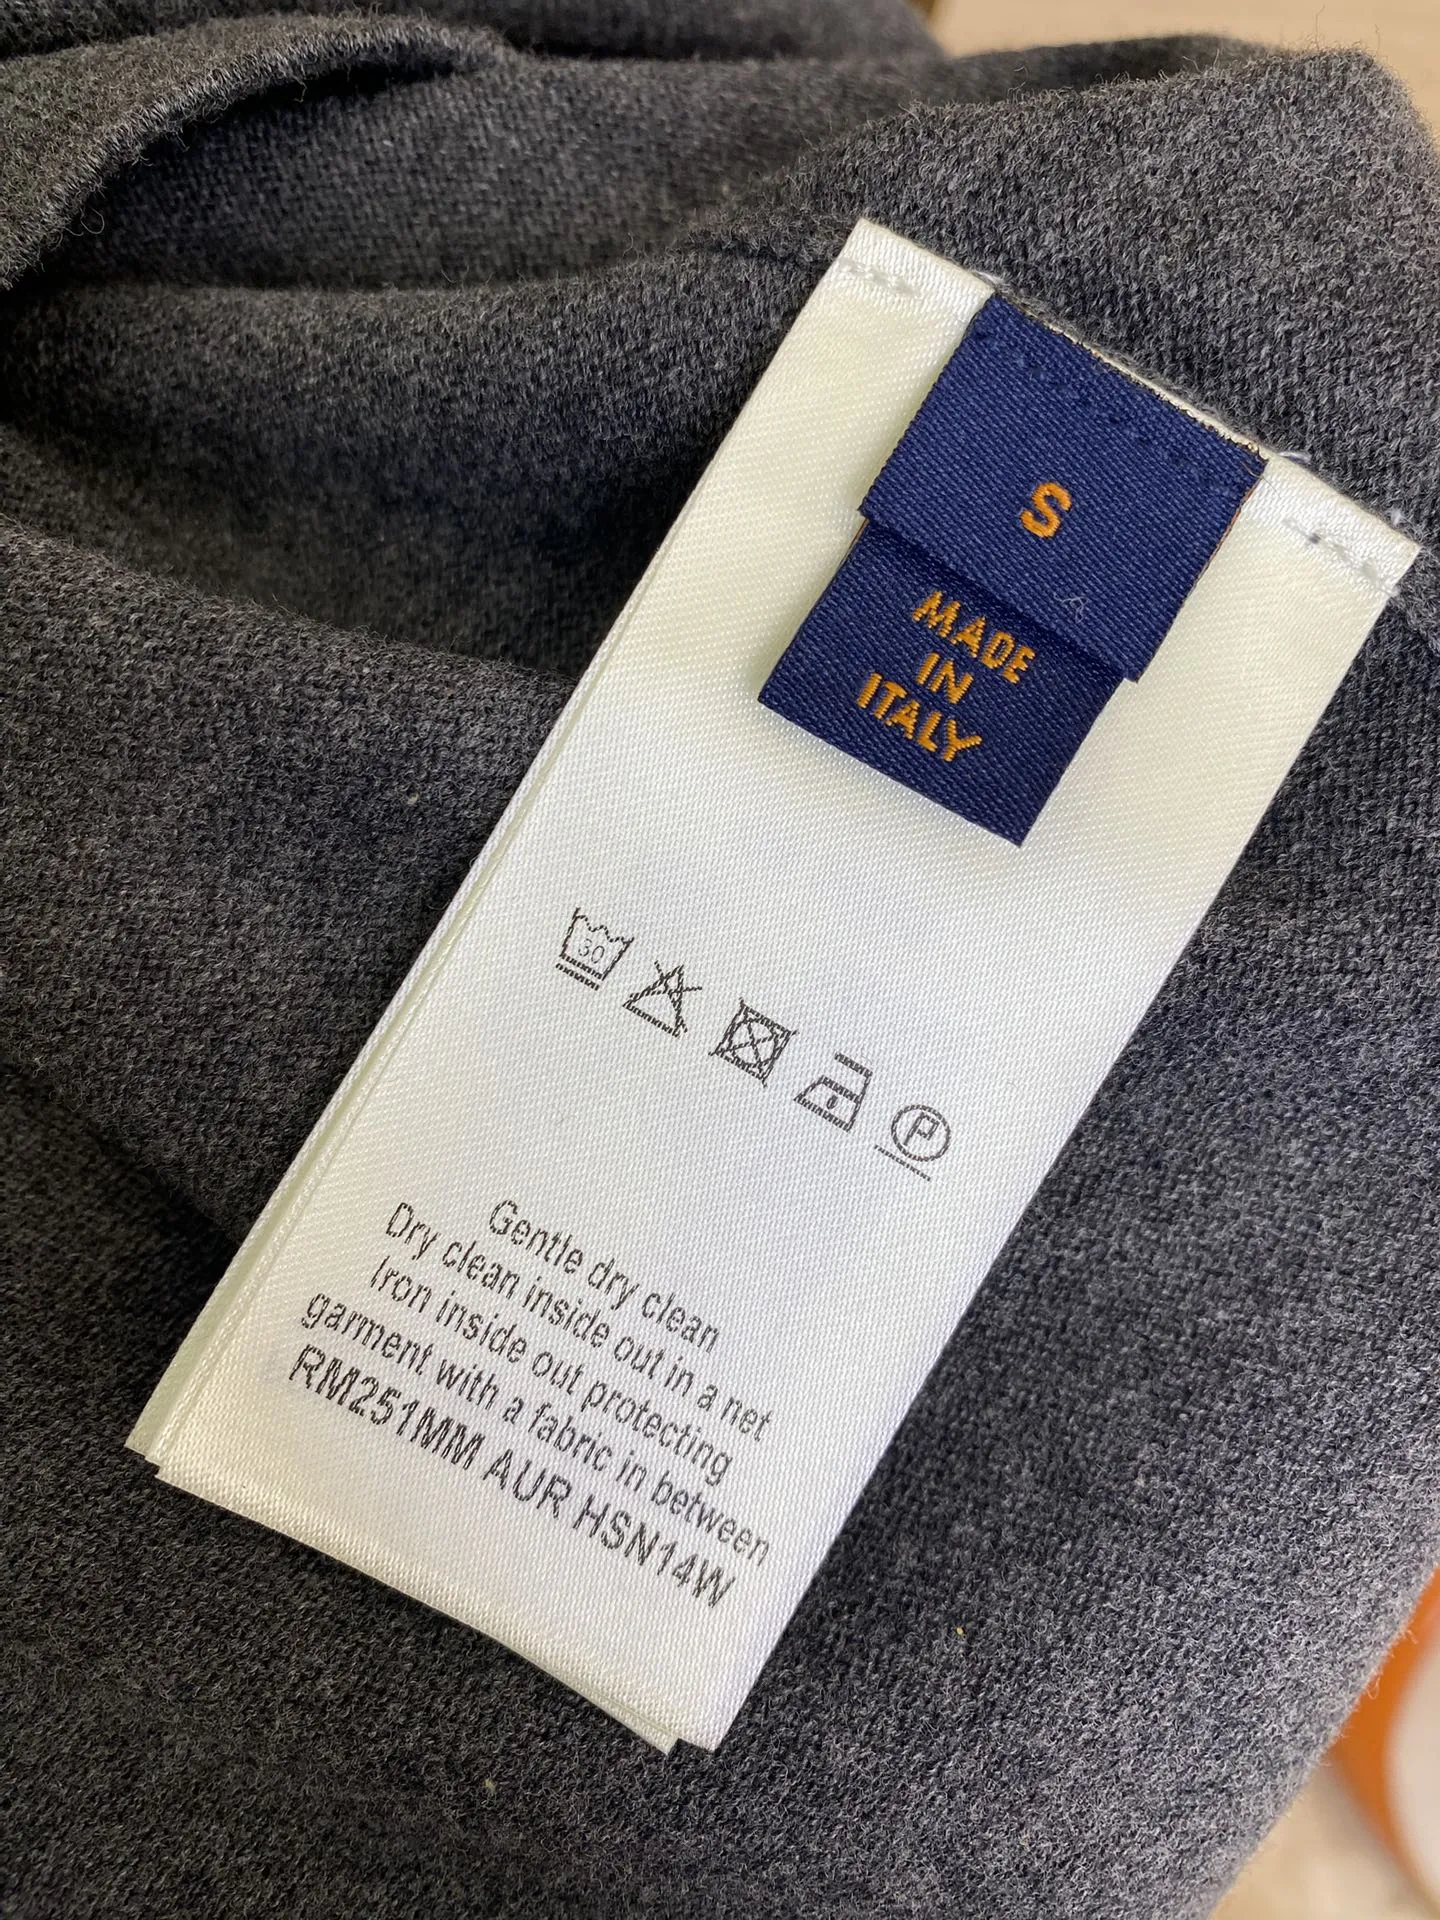 S
MADE
IN
ITALY
30
P
Gentle dry clean
Dry clean inside out in a net
Iron inside out protecting
garment with a fabric in between
RM251MM AUR HSN14W